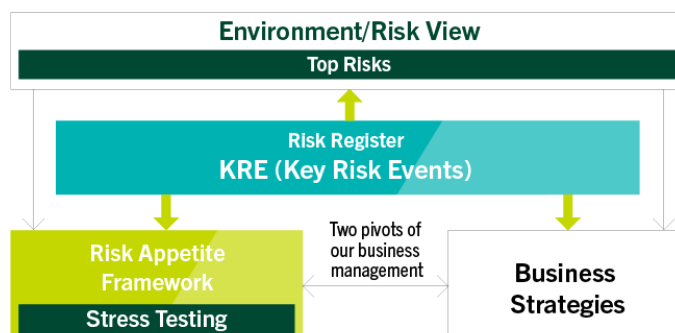 Environment/Risk View
Top Risks
Risk Register
KRE (Key Risk Events)
Risk Appetite
Framework
Stress Testing
Two pivots of
our business
management
Business
Strategies